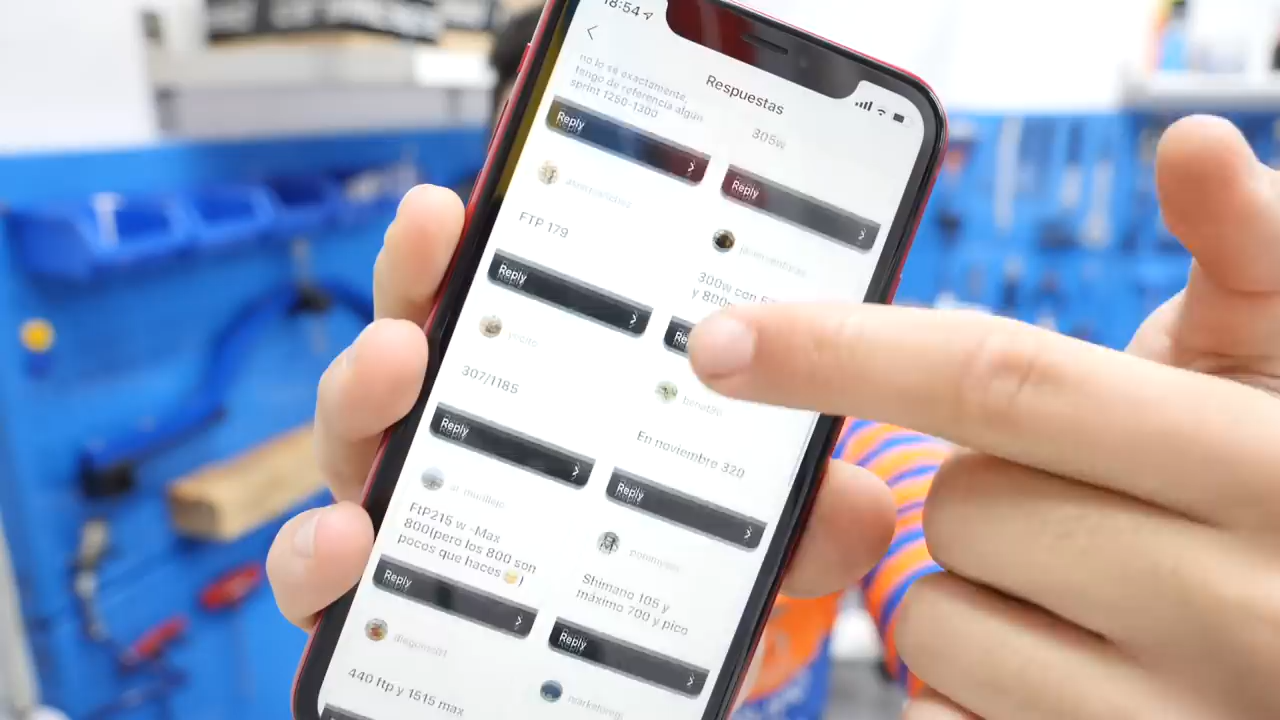 18:54
Respuestas
no lo se exactamente,
tengo de referencia algún
sprint 1250-1300
Reply
305w
Reply
FTP 179
Reply
300w con
y 800
307/1185
Reply
En noviembre 320
Reply
FtP215 w -Max
800(pero los 800 son
pocos que haces 😅)
Reply
Shimano 105 y
máximo 700 y pico
Reply
440 ftp y 1515 max